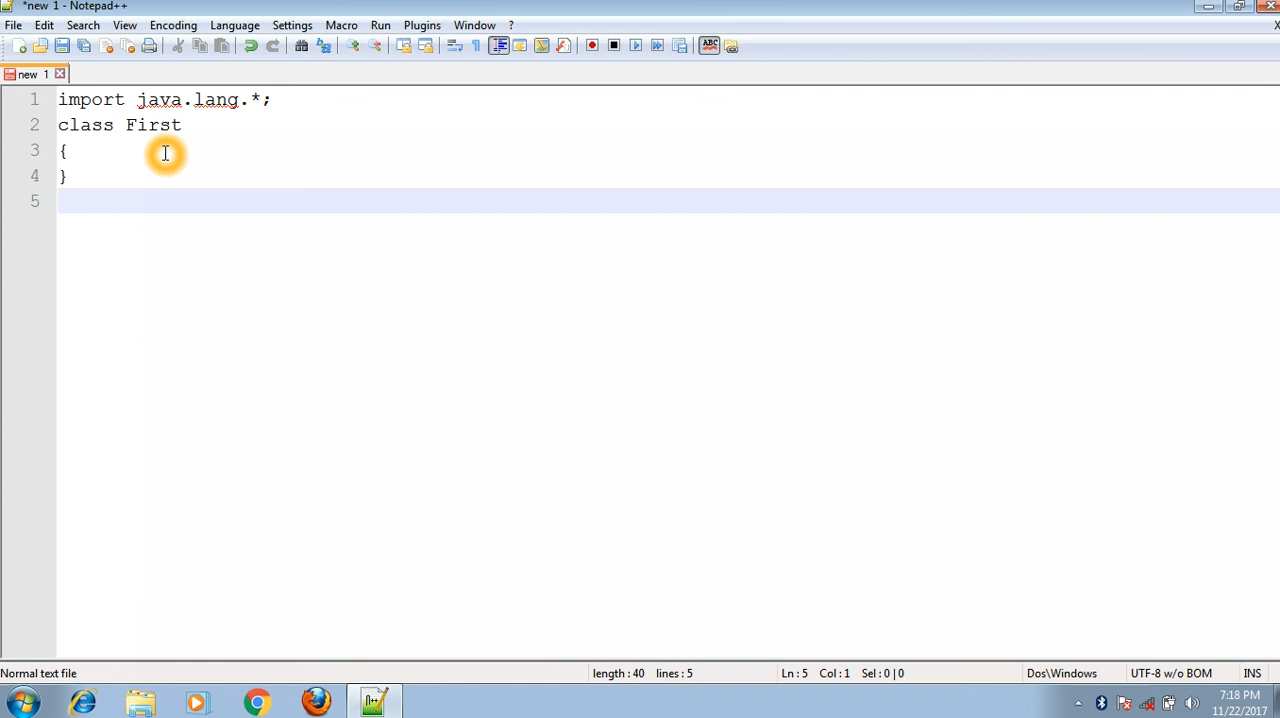 *new 1 - Notepad++
File Edit Search View Encoding Language Settings Macro Run Plugins Window ? X
ABC
new 1
1 import java.lang.*;
2 class First
3 {
4 }
5
Normal text file length: 40 lines: 5 Ln: 5 Col: 1 Sel: 0 | 0 Dos\Windows UTF-8 w/o BOM INS
7:18 PM
11/22/2017